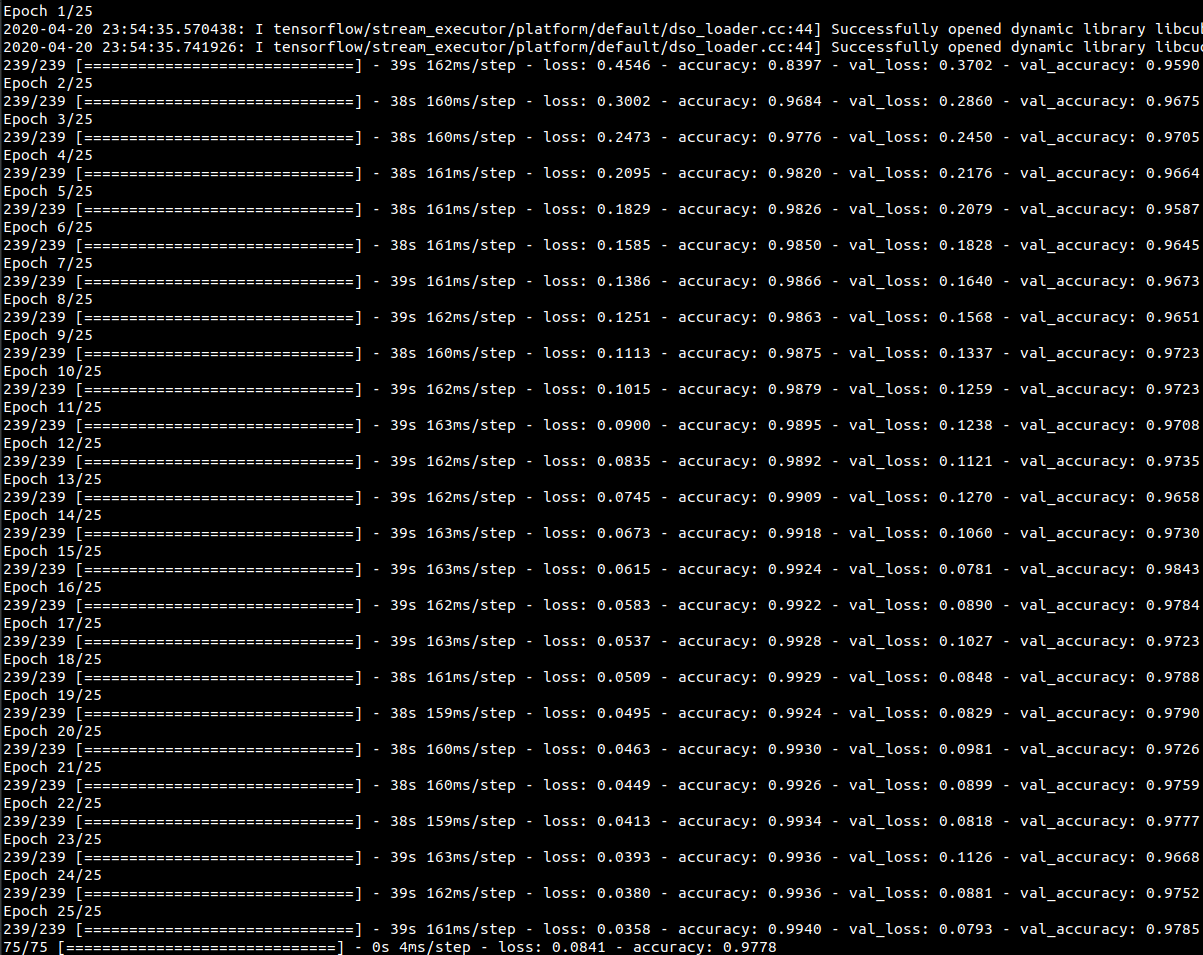 Epoch 1/25
2020-04-20 23:54:35.570438: I tensorflow/stream_executor/platform/default/dso_loader.cc:44] Successfully opened dynamic library
2020-04-20 23:54:35.741926: I tensorflow/stream_executor/platform/default/dso_loader.cc:44] Successfully opened dynamic library
239/239 [==============================] - 39s 162ms/step - loss: 0.4546 - accuracy: 0.8397 - val_loss: 0.3702 - val_accuracy: 0.9590
Epoch 2/25
239/239 [==============================] - 38s 160ms/step - loss: 0.3002 - accuracy: 0.9684 - val_loss: 0.2860 - val_accuracy: 0.9675
Epoch 3/25
239/239 [==============================] - 38s 160ms/step - loss: 0.2473 - accuracy: 0.9776 - val_loss: 0.2450 - val_accuracy: 0.9705
Epoch 4/25
239/239 [==============================] - 38s 161ms/step - loss: 0.2095 - accuracy: 0.9820 - val_loss: 0.2176 - val_accuracy: 0.9664
Epoch 5/25
239/239 [==============================] - 38s 161ms/step - loss: 0.1829 - accuracy: 0.9826 - val_loss: 0.2079 - val_accuracy: 0.9587
Epoch 6/25
239/239 [==============================] - 38s 161ms/step - loss: 0.1585 - accuracy: 0.9850 - val_loss: 0.1828 - val_accuracy: 0.9645
Epoch 7/25
239/239 [==============================] - 39s 161ms/step - loss: 0.1386 - accuracy: 0.9866 - val_loss: 0.1640 - val_accuracy: 0.9673
Epoch 8/25
239/239 [==============================] - 39s 162ms/step - loss: 0.1251 - accuracy: 0.9863 - val_loss: 0.1568 - val_accuracy: 0.9651
Epoch 9/25
239/239 [==============================] - 38s 160ms/step - loss: 0.1113 - accuracy: 0.9875 - val_loss: 0.1337 - val_accuracy: 0.9723
Epoch 10/25
239/239 [==============================] - 39s 162ms/step - loss: 0.1015 - accuracy: 0.9879 - val_loss: 0.1259 - val_accuracy: 0.9723
Epoch 11/25
239/239 [==============================] - 39s 163ms/step - loss: 0.0900 - accuracy: 0.9895 - val_loss: 0.1238 - val_accuracy: 0.9708
Epoch 12/25
239/239 [==============================] - 39s 162ms/step - loss: 0.0835 - accuracy: 0.9892 - val_loss: 0.1121 - val_accuracy: 0.9735
Epoch 13/25
239/239 [==============================] - 39s 162ms/step - loss: 0.0745 - accuracy: 0.9909 - val_loss: 0.1270 - val_accuracy: 0.9658
Epoch 14/25
239/239 [==============================] - 39s 163ms/step - loss: 0.0673 - accuracy: 0.9918 - val_loss: 0.1060 - val_accuracy: 0.9730
Epoch 15/25
239/239 [==============================] - 39s 163ms/step - loss: 0.0615 - accuracy: 0.9924 - val_loss: 0.0781 - val_accuracy: 0.9843
Epoch 16/25
239/239 [==============================] - 39s 162ms/step - loss: 0.0583 - accuracy: 0.9922 - val_loss: 0.0890 - val_accuracy: 0.9784
Epoch 17/25
239/239 [==============================] - 39s 163ms/step - loss: 0.0537 - accuracy: 0.9928 - val_loss: 0.1027 - val_accuracy: 0.9723
Epoch 18/25
239/239 [==============================] - 38s 161ms/step - loss: 0.0509 - accuracy: 0.9929 - val_loss: 0.0848 - val_accuracy: 0.9788
Epoch 19/25
239/239 [==============================] - 38s 159ms/step - loss: 0.0495 - accuracy: 0.9924 - val_loss: 0.0829 - val_accuracy: 0.9790
Epoch 20/25
239/239 [==============================] - 38s 160ms/step - loss: 0.0463 - accuracy: 0.9930 - val_loss: 0.0981 - val_accuracy: 0.9726
Epoch 21/25
239/239 [==============================] - 38s 160ms/step - loss: 0.0449 - accuracy: 0.9926 - val_loss: 0.0899 - val_accuracy: 0.9759
Epoch 22/25
239/239 [==============================] - 38s 159ms/step - loss: 0.0413 - accuracy: 0.9934 - val_loss: 0.0818 - val_accuracy: 0.9777
Epoch 23/25
239/239 [==============================] - 39s 163ms/step - loss: 0.0393 - accuracy: 0.9936 - val_loss: 0.1126 - val_accuracy: 0.9668
Epoch 24/25
239/239 [==============================] - 39s 162ms/step - loss: 0.0380 - accuracy: 0.9936 - val_loss: 0.0881 - val_accuracy: 0.9752
Epoch 25/25
239/239 [==============================] - 39s 161ms/step - loss: 0.0358 - accuracy: 0.9940 - val_loss: 0.0793 - val_accuracy: 0.9785
75/75 [==============================] - 0s 4ms/step - loss: 0.0841 - accuracy: 0.9778